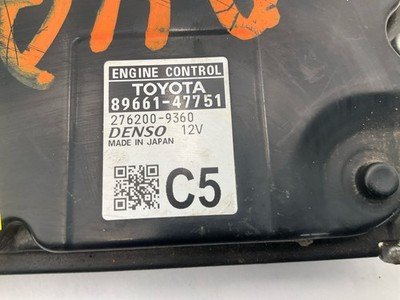 ENGINE CONTROL
TOYOTA
89661-47751
276200-9360
DENSO 12V
MADE IN JAPAN
C5